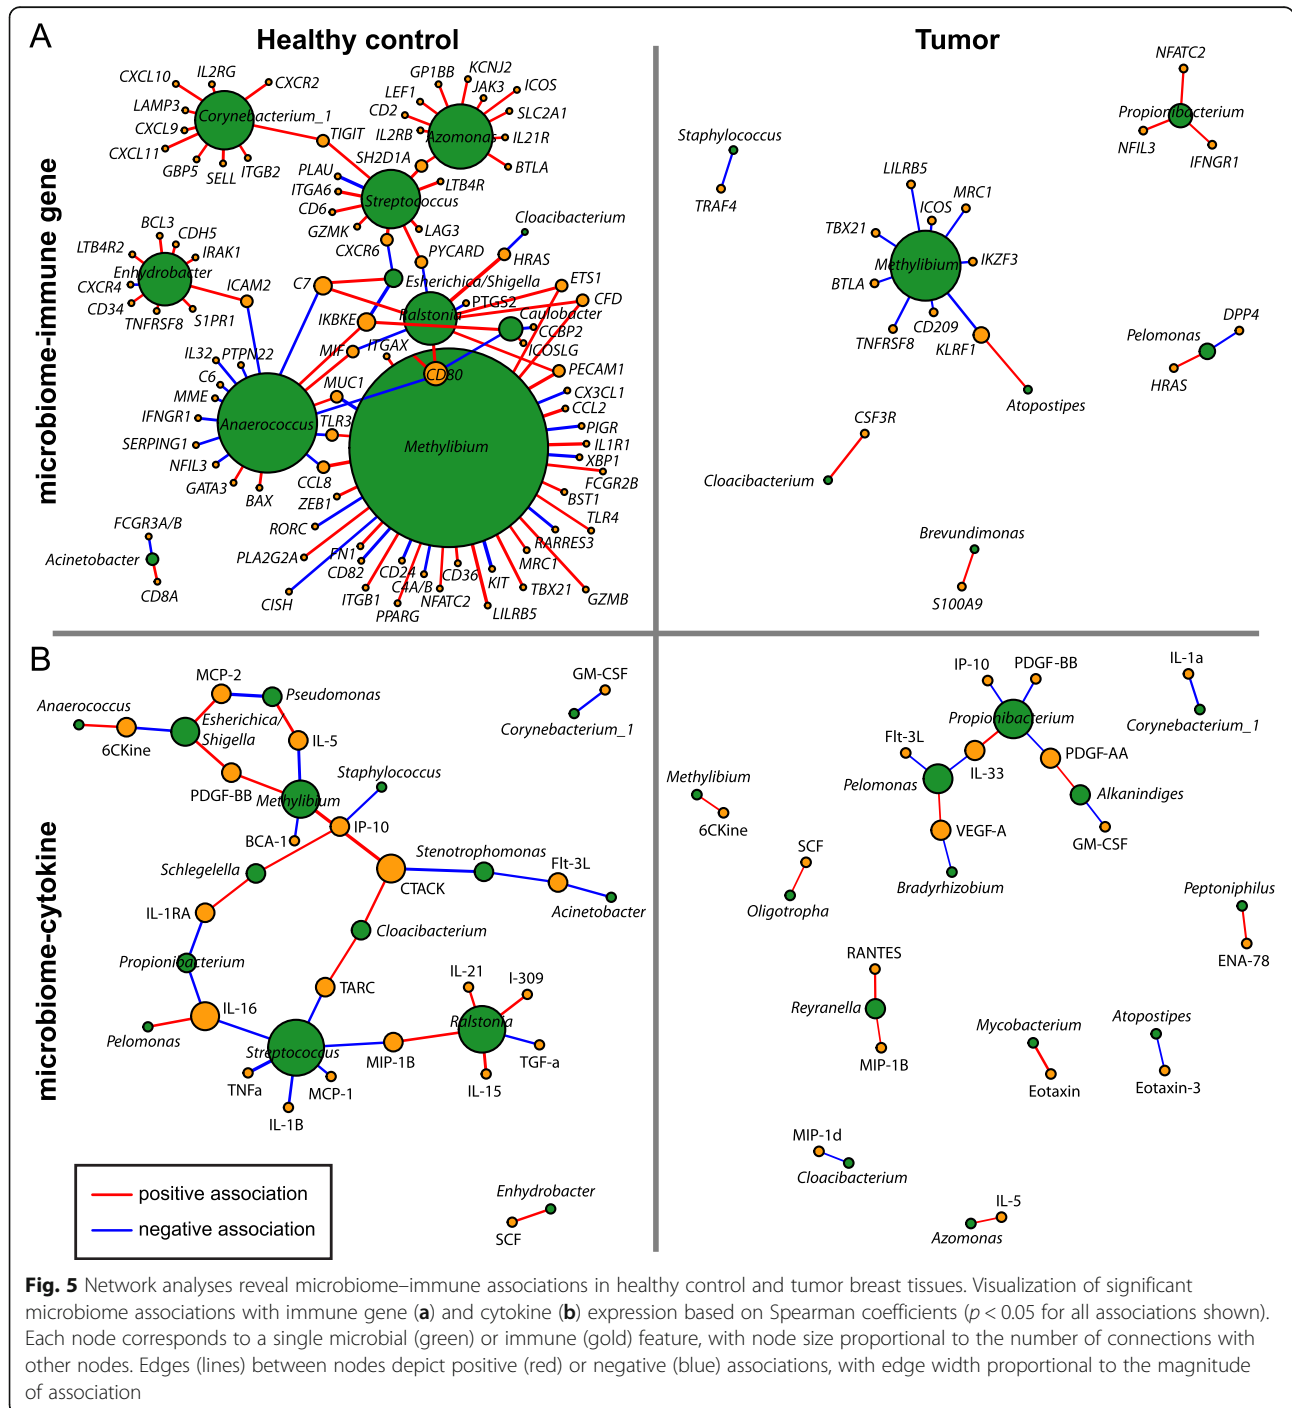 A
Healthy control
Tumor
microbiome-immune gene
CXCL10
IL2RG
CXCR2
LAMP3
Corynebacterium_1
CXCL9
CXCL11
GBP5
SELL
ITGB2
TIGIT
GP1BB
KCNJ2
LEF1
JAK3
ICOS
CD2
SLC2A1
IL2RB
Azomonas
IL21R
SH2D1A
BTLA
PLAU
ITGA6
LTB4R
Streptococcus
CD6
GZMK
LAG3
CXCR6
PYCARD
Cloacibacterium
HRAS
BCL3
CDH5
LTB4R2
IRAK1
Enhydrobacter
CXCR4
ICAM2
CD34
TNFRSF8
S1PR1
C7
Esherichica/Shigella
ETS1
PTGS2
CFD
IKBKE
Ralstonia
Caulobacter
CCBP2
MIF
ITGAX
ICOSLG
IL32
PTPN22
CD80
PECAM1
C6
MUC1
CX3CL1
MME
CCL2
IFNGR1
Anaerococcus
TLR3
PIGR
SERPING1
Methylibium
IL1R1
NFIL3
XBP1
GATA3
CCL8
FCGR2B
BAX
ZEB1
BST1
RORC
TLR4
FCGR3A/B
PLA2G2A
FN1
RARRES3
Acinetobacter
CD82
CD24
CD36
MRC1
CD8A
C4A/B
KIT
CISH
ITGB1
NFATC2
TBX21
GZMB
PPARG
LILRB5
NFATC2
Propionibacterium
NFIL3
IFNGR1
Staphylococcus
TRAF4
LILRB5
MRC1
ICOS
TBX21
Methylibium
IKZF3
BTLA
CD209
TNFRSF8
KLRF1
Atopostipes
DPP4
Pelomonas
HRAS
CSF3R
Cloacibacterium
Brevundimonas
S100A9
B
microbiome-cytokine
MCP-2
Pseudomonas
Anaerococcus
Esherichica/
Shigella
6CKine
IL-5
PDGF-BB
Methylibium
Staphylococcus
BCA-1
IP-10
Schlegelella
Stenotrophomonas
Flt-3L
CTACK
Acinetobacter
IL-1RA
Cloacibacterium
Propionibacterium
IL-16
TARC
IL-21
I-309
Pelomonas
Ralstonia
Streptococcus
MIP-1B
TGF-a
TNFa
MCP-1
IL-15
IL-1B
GM-CSF
Corynebacterium_1
Enhydrobacter
SCF
positive association
negative association
IP-10
PDGF-BB
IL-1a
Propionibacterium
Corynebacterium_1
Flt-3L
IL-33
PDGF-AA
Methylibium
Pelomonas
Alkanindiges
6CKine
VEGF-A
GM-CSF
SCF
Bradyrhizobium
Oligotropha
Peptoniphilus
ENA-78
RANTES
Reyranella
MIP-1B
Mycobacterium
Eotaxin
Atopostipes
Eotaxin-3
MIP-1d
Cloacibacterium
IL-5
Azomonas
Fig. 5 Network analyses reveal microbiome–immune associations in healthy control and tumor breast tissues. Visualization of significant
microbiome associations with immune gene (a) and cytokine (b) expression based on Spearman coefficients (p < 0.05 for all associations shown).
Each node corresponds to a single microbial (green) or immune (gold) feature, with node size proportional to the number of connections with
other nodes. Edges (lines) between nodes depict positive (red) or negative (blue) associations, with edge width proportional to the magnitude
of association